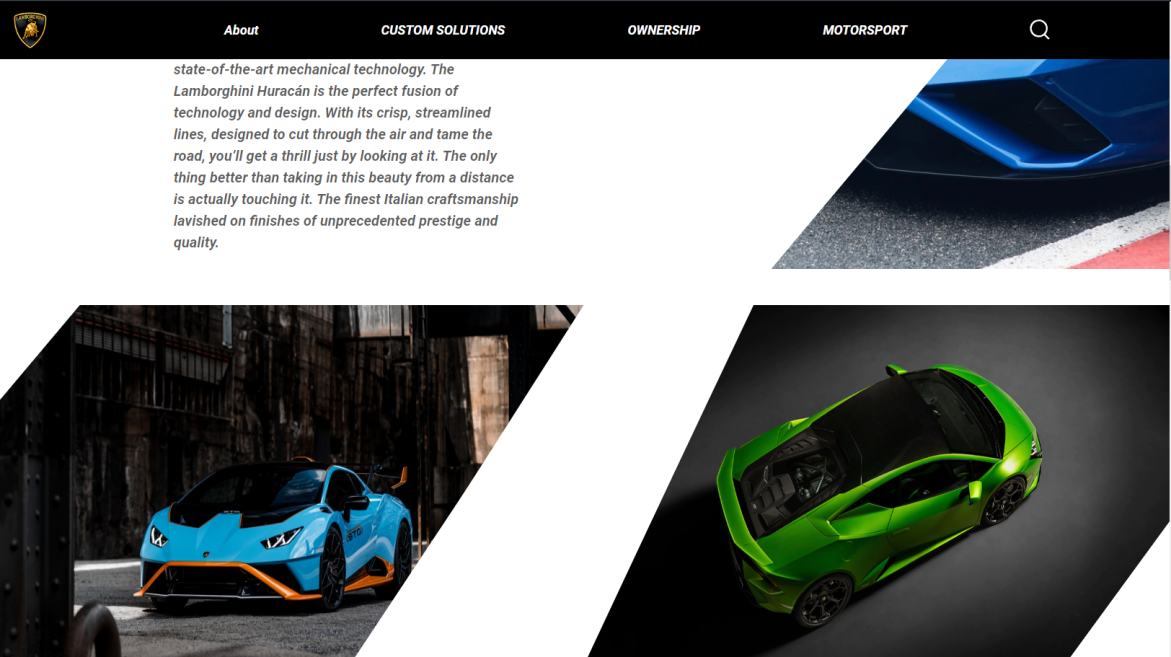 LAMBORGHINI
About
CUSTOM SOLUTIONS
OWNERSHIP
MOTORSPORT
state-of-the-art mechanical technology. The
Lamborghini Huracán is the perfect fusion of
technology and design. With its crisp, streamlined
lines, designed to cut through the air and tame the
road, you'll get a thrill just by looking at it. The only
thing better than taking in this beauty from a distance
is actually touching it. The finest Italian craftsmanship
lavished on finishes of unprecedented prestige and
quality.